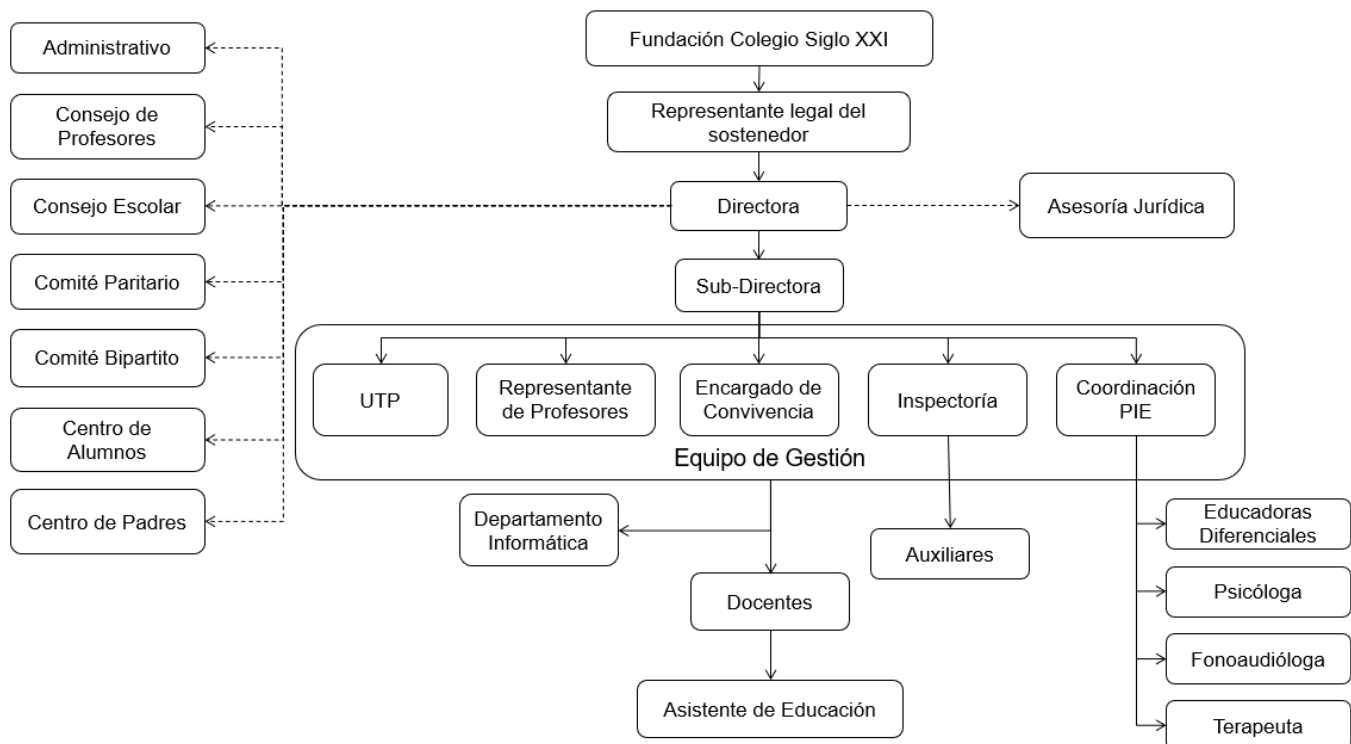 Fundación Colegio Siglo XXI
Representante legal del
sostenedor
Directora
Asesoría Jurídica
Sub-Directora
Administrativo
Consejo de
Profesores
Consejo Escolar
Comité Paritario
Comité Bipartito
Centro de
Alumnos
Centro de Padres
UTP
Representante
de Profesores
Encargado de
Convivencia
Inspectoría
Coordinación
PIE
Equipo de Gestión
Departamento
Informática
Auxiliares
Docentes
Asistente de Educación
Educadoras
Diferenciales
Psicóloga
Fonoaudióloga
Terapeuta